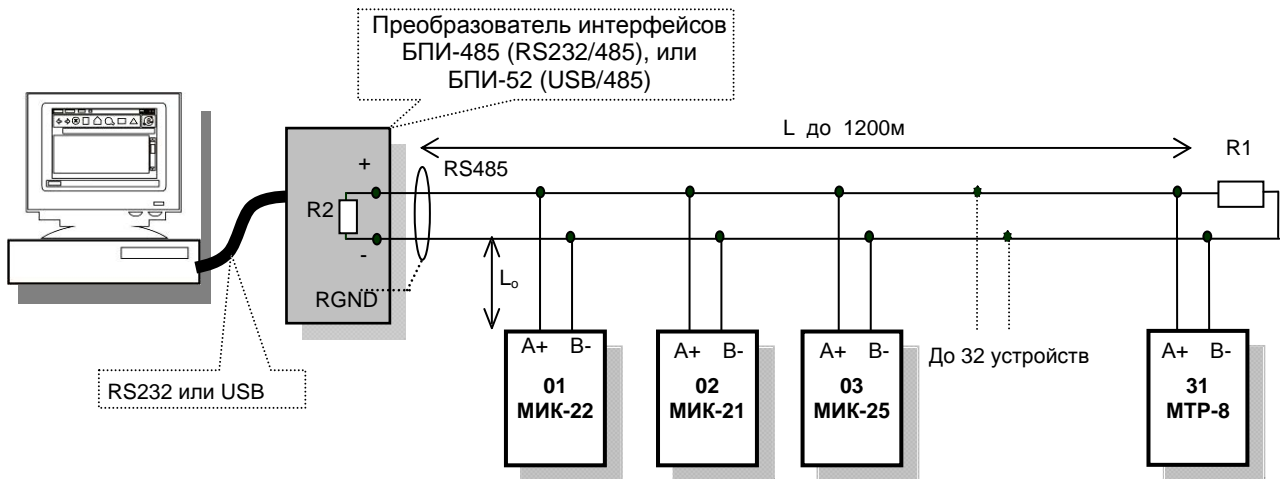 Преобразователь интерфейсов
БПИ-485 (RS232/485), или
БПИ-52 (USB/485)
L до 1200м
R1
+
RS485
R2
-
Lo
RGND
RS232 или USB
A+ B-
01
МИК-22
A+ B-
02
МИК-21
A+ B-
03
МИК-25
До 32 устройств
A+ B-
31
МТР-8